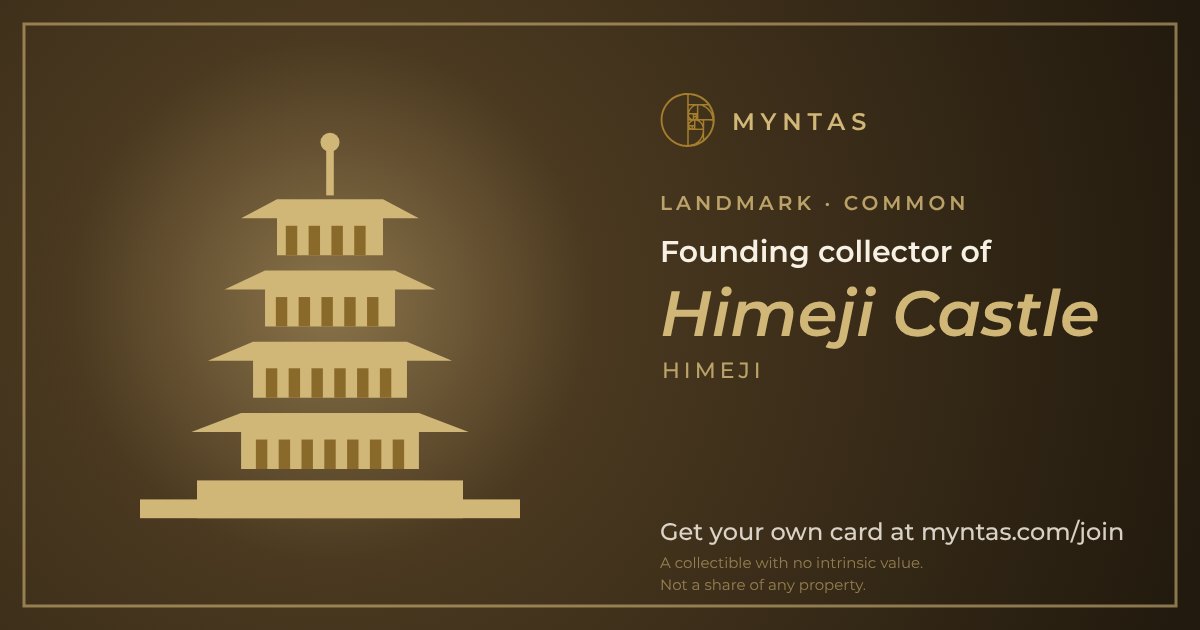 MYNTAS
LANDMARK · COMMON
Founding collector of
Himeji Castle
HIMEJI
Get your own card at myntas.com/join
A collectible with no intrinsic value.
Not a share of any property.